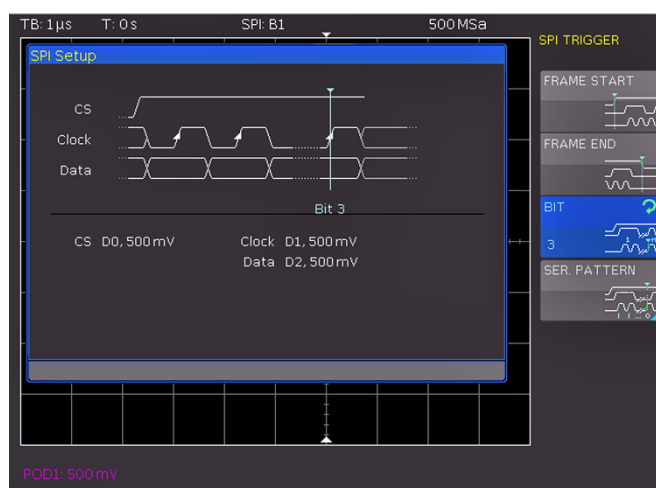 TB: 1µs T: 0 s SPI: B1 500 MSa
SPI TRIGGER
SPI Setup
CS
Clock
Data
Bit 3
CS D0, 500 mV Clock D1, 500 mV
Data D2, 500 mV
FRAME START
FRAME END
BIT
3
SER. PATTERN
POD1: 500 mV